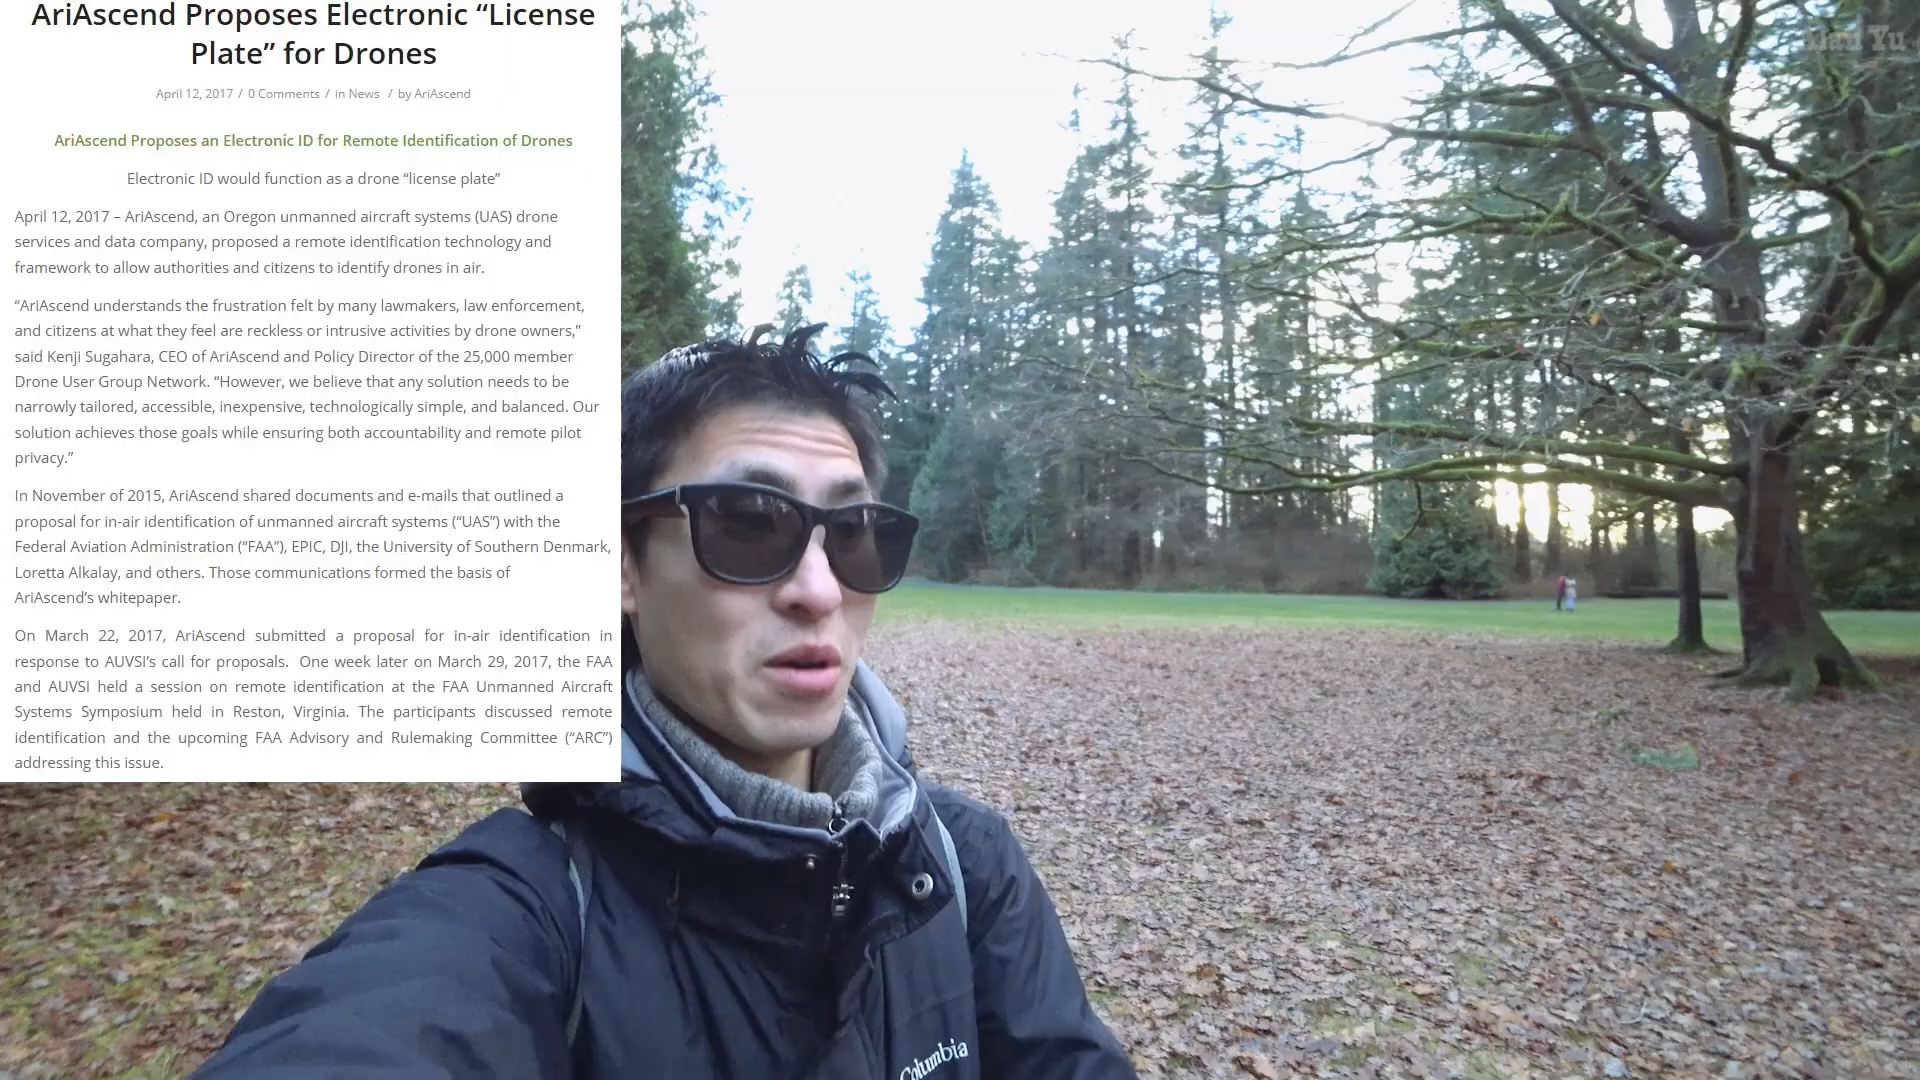 AriAscend Proposes Electronic “License
Plate” for Drones
April 12, 2017 / 0 Comments / in News / by AriAscend
AriAscend Proposes an Electronic ID for Remote Identification of Drones
Electronic ID would function as a drone “license plate”
April 12, 2017 – AriAscend, an Oregon unmanned aircraft systems (UAS) drone
services and data company, proposed a remote identification technology and
framework to allow authorities and citizens to identify drones in air.
“AriAscend understands the frustration felt by many lawmakers, law enforcement,
and citizens at what they feel are reckless or intrusive activities by drone owners,”
said Kenji Sugahara, CEO of AriAscend and Policy Director of the 25,000 member
Drone User Group Network. “However, we believe that any solution needs to be
narrowly tailored, accessible, inexpensive, technologically simple, and balanced. Our
solution achieves those goals while ensuring both accountability and remote pilot
privacy.”
In November of 2015, AriAscend shared documents and e-mails that outlined a
proposal for in-air identification of unmanned aircraft systems (“UAS”) with the
Federal Aviation Administration (“FAA”), EPIC, DJI, the University of Southern Denmark,
Loretta Alkalay, and others. Those communications formed the basis of
AriAscend’s whitepaper.
On March 22, 2017, AriAscend submitted a proposal for in-air identification in
response to AUVSI’s call for proposals. One week later on March 29, 2017, the FAA
and AUVSI held a session on remote identification at the FAA Unmanned Aircraft
Systems Symposium held in Reston, Virginia. The participants discussed remote
identification and the upcoming FAA Advisory and Rulemaking Committee (“ARC”)
addressing this issue.
Yu
Columbia